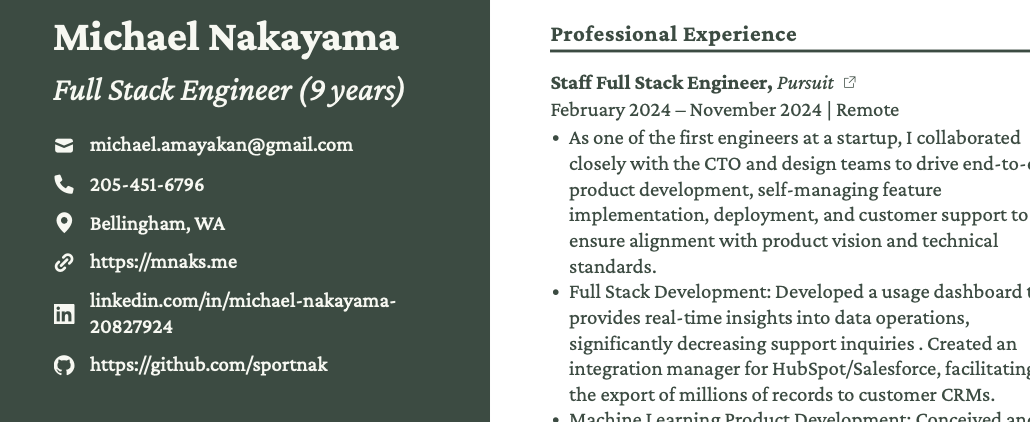 Michael Nakayama
Full Stack Engineer (9 years)
michael.amayakan@gmail.com
205-451-6796
Bellingham, WA
https://mnaks.me
linkedin.com/in/michael-nakayama-
20827924
https://github.com/sportnak
Professional Experience
Staff Full Stack Engineer, Pursuit
February 2024 – November 2024 | Remote
• As one of the first engineers at a startup, I collaborated
closely with the CTO and design teams to drive end-to-
product development, self-managing feature
implementation, deployment, and customer support to
ensure alignment with product vision and technical
standards.
• Full Stack Development: Developed a usage dashboard
provides real-time insights into data operations,
significantly decreasing support inquiries . Created an
integration manager for HubSpot/Salesforce, facilitating
the export of millions of records to customer CRMs.
• Machine Learning Product Development: Conceived and